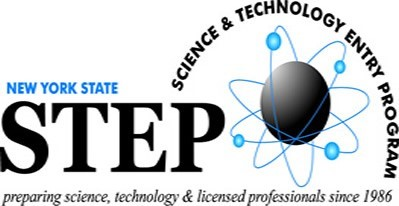 SCIENCE & TECHNOLOGY ENTRY PROGRAM
NEW YORK STATE
STEP
preparing science, technology & licensed professionals since 1986